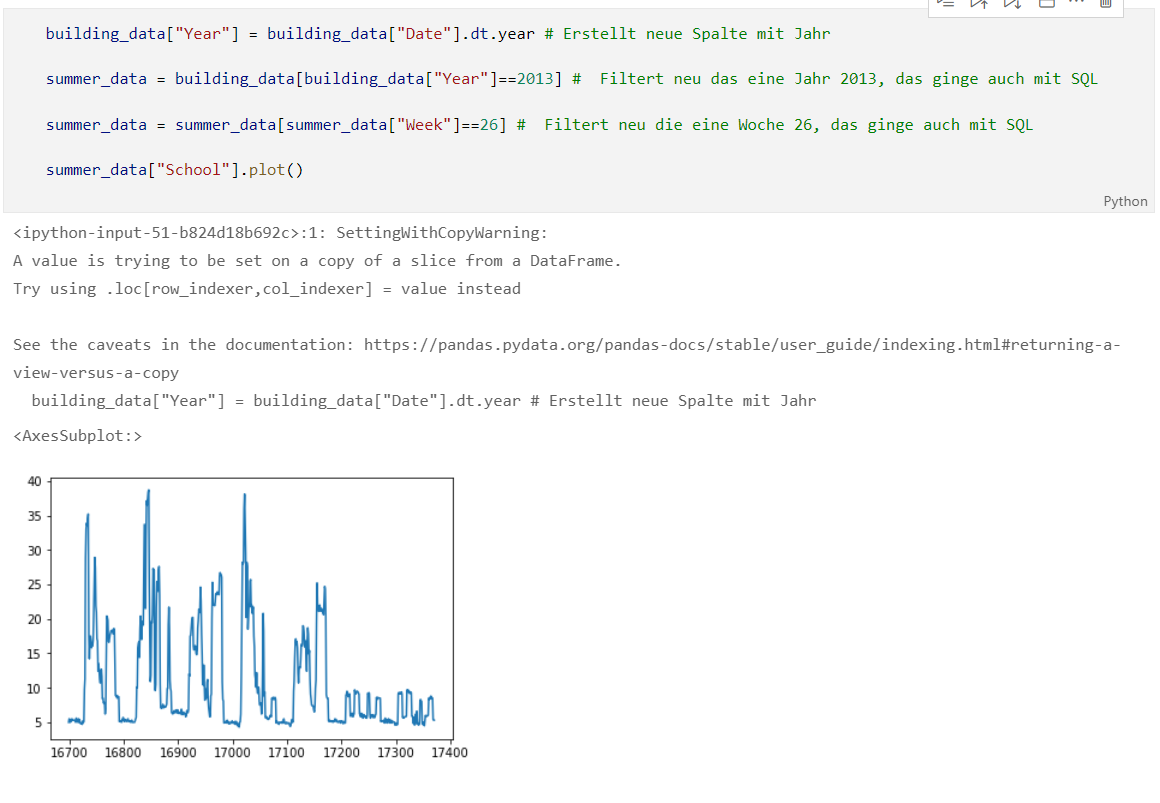 building_data["Year"] = building_data["Date"].dt.year # Erstellt neue Spalte mit Jahr
summer_data = building_data[building_data["Year"]==2013] #  Filtert neu das eine Jahr 2013, das ginge auch mit SQL
summer_data = summer_data[summer_data["Week"]==26] #  Filtert neu die eine Woche 26, das ginge auch mit SQL
summer_data["School"].plot()
Python
<ipython-input-51-b824d18b692c>:1: SettingWithCopyWarning:
A value is trying to be set on a copy of a slice from a DataFrame.
Try using .loc[row_indexer,col_indexer] = value instead
See the caveats in the documentation: https://pandas.pydata.org/pandas-docs/stable/user_guide/indexing.html#returning-a-
view-versus-a-copy
  building_data["Year"] = building_data["Date"].dt.year # Erstellt neue Spalte mit Jahr
<AxesSubplot:>
40
35
30
25
20
15
10
5
16700 16800 16900 17000 17100 17200 17300 17400